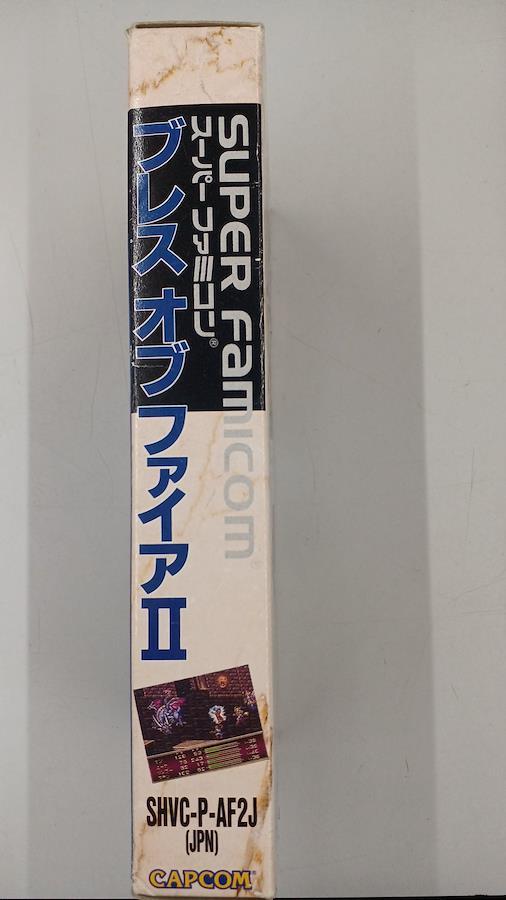 SUPER FAMICOM®
スーパーファミコン®
ブレス オブ ファイアII
SHVC-P-AF2J
(JPN)
CAPCOM